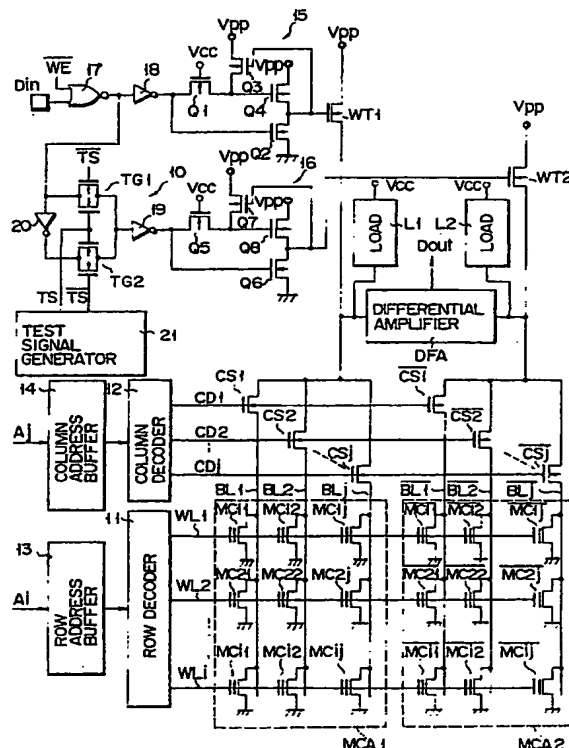 Vpp 15 Vpp
WE 17 18 Vcc Vpp
Din Q3
Q1 Q4 WT1
Q2 Vpp
TS
TG1 10 Vpp 16
Vcc Vpp WT2
20 19 Q7 Vcc Vcc
Q5 Q8 LOAD L1 L2 LOAD
TG2 Q6 Dout
TS TS
TEST SIGNAL GENERATOR 21
DIFFERENTIAL AMPLIFIER
DFA
CS1 CS1
14 12 CD1
Aj COLUMN ADDRESS BUFFER COLUMN DECODER CD2 CS2 CS2
CDj CSj CSj
BL1 BL2 BLj BL1 BL2 BLj
13 11 WL1 MC11 MC12 MC1j MC11 MC12 MC1j
Ai ROW ADDRESS BUFFER ROW DECODER WL2 MC21 MC22 MC2j MC21 MC22 MC2j
WLi MCi1 MCi2 MCij MCi1 MCi2 MCij
MCA1 MCA2